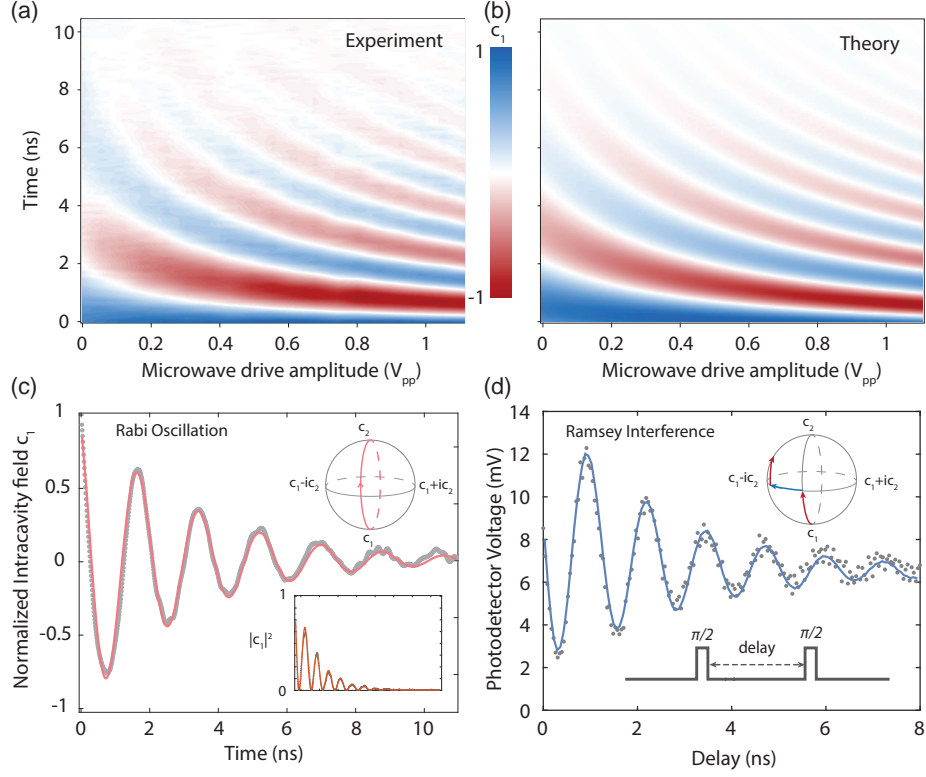 (a)
Experiment
Time (ns)
10
8
6
4
2
0
0
0.2
0.4
0.6
0.8
1
Microwave drive amplitude (Vpp)
c1
1
-1
(b)
Theory
0
0.2
0.4
0.6
0.8
1
Microwave drive amplitude (Vpp)
(c)
Rabi Oscillation
Normalized Intracavity field c1
1
0.5
0
-0.5
-1
0
2
4
6
8
10
Time (ns)
c2
c1-ic2
c1+ic2
c1
|c1|2
1
0
(d)
Ramsey Interference
Photodetector Voltage (mV)
14
12
10
8
6
4
2
0
0
2
4
6
8
Delay (ns)
c2
c1-ic2
c1+ic2
c1
π/2
delay
π/2